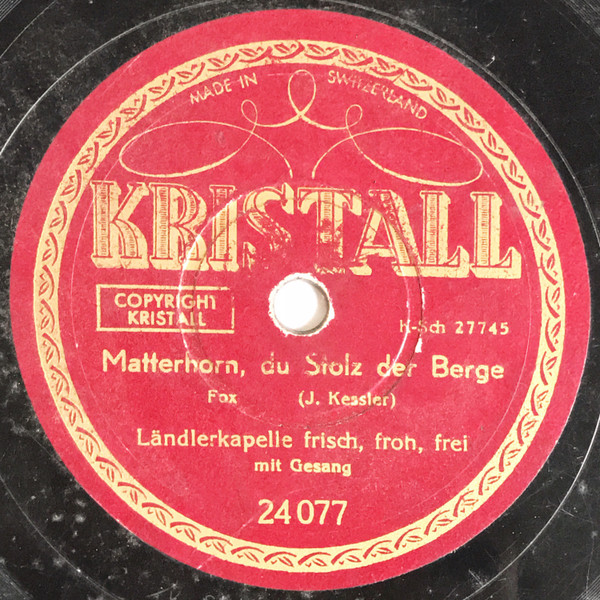 MADE IN SWITZERLAND
KRISTALL
COPYRIGHT
KRISTALL
K-Sch 27745
Matterhorn, du Stolz der Berge
Fox (J. Kessler)
Ländlerkapelle frisch, froh, frei
mit Gesang
24077